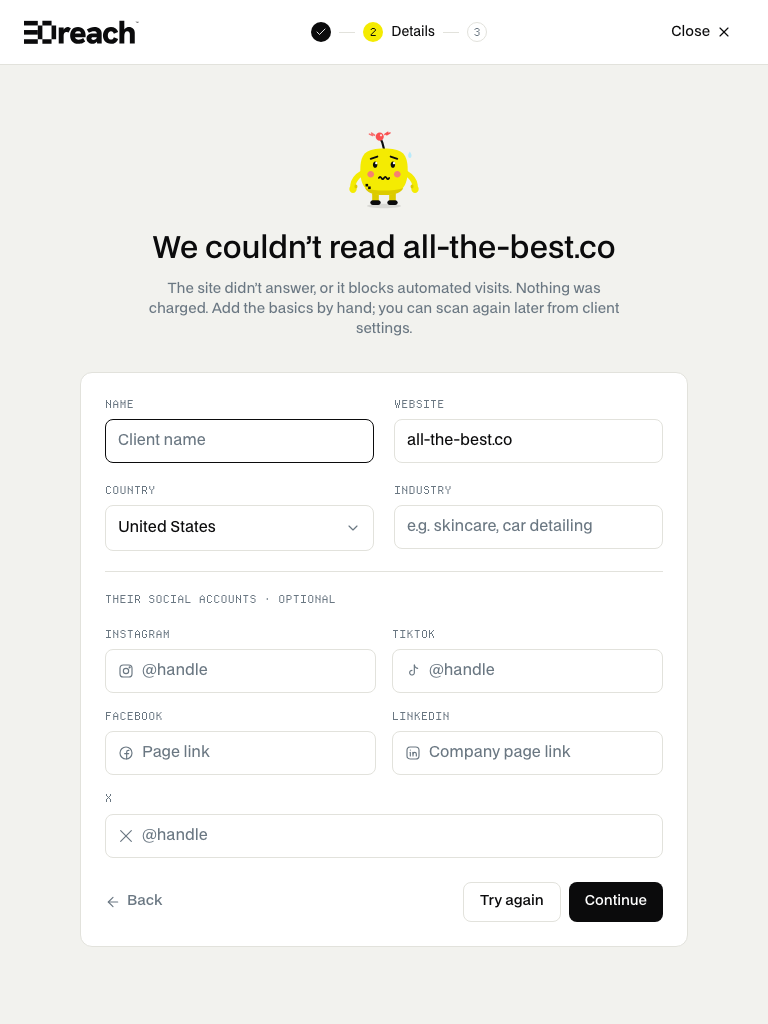 reach
2 Details 3
Close
We couldn't read all-the-best.co
The site didn't answer, or it blocks automated visits. Nothing was
charged. Add the basics by hand; you can scan again later from client
settings.
NAME
WEBSITE
Client name
all-the-best.co
COUNTRY
INDUSTRY
United States
e.g. skincare, car detailing
THEIR SOCIAL ACCOUNTS · OPTIONAL
INSTAGRAM
TIKTOK
@handle
@handle
FACEBOOK
LINKEDIN
Page link
Company page link
X
@handle
Back
Try again
Continue